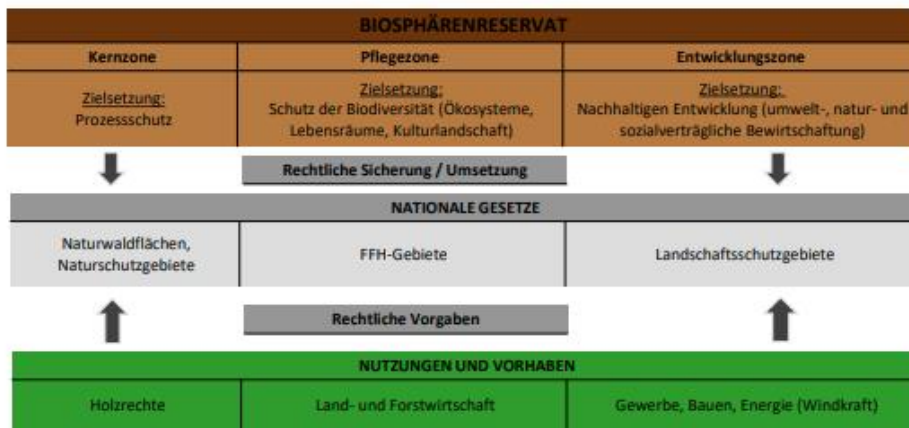 BIOSPHÄRENRESERVAT
Kernzone
Pflegezone
Entwicklungszone
Zielsetzung:
Prozessschutz
Zielsetzung:
Schutz der Biodiversität (Ökosysteme,
Lebensräume, Kulturlandschaft)
Zielsetzung:
Nachhaltigen Entwicklung (umwelt-, natur- und
sozialverträgliche Bewirtschaftung)
Rechtliche Sicherung / Umsetzung
NATIONALE GESETZE
Naturwaldflächen,
Naturschutzgebiete
FFH-Gebiete
Landschaftsschutzgebiete
Rechtliche Vorgaben
NUTZUNGEN UND VORHABEN
Holzrechte
Land- und Forstwirtschaft
Gewerbe, Bauen, Energie (Windkraft)